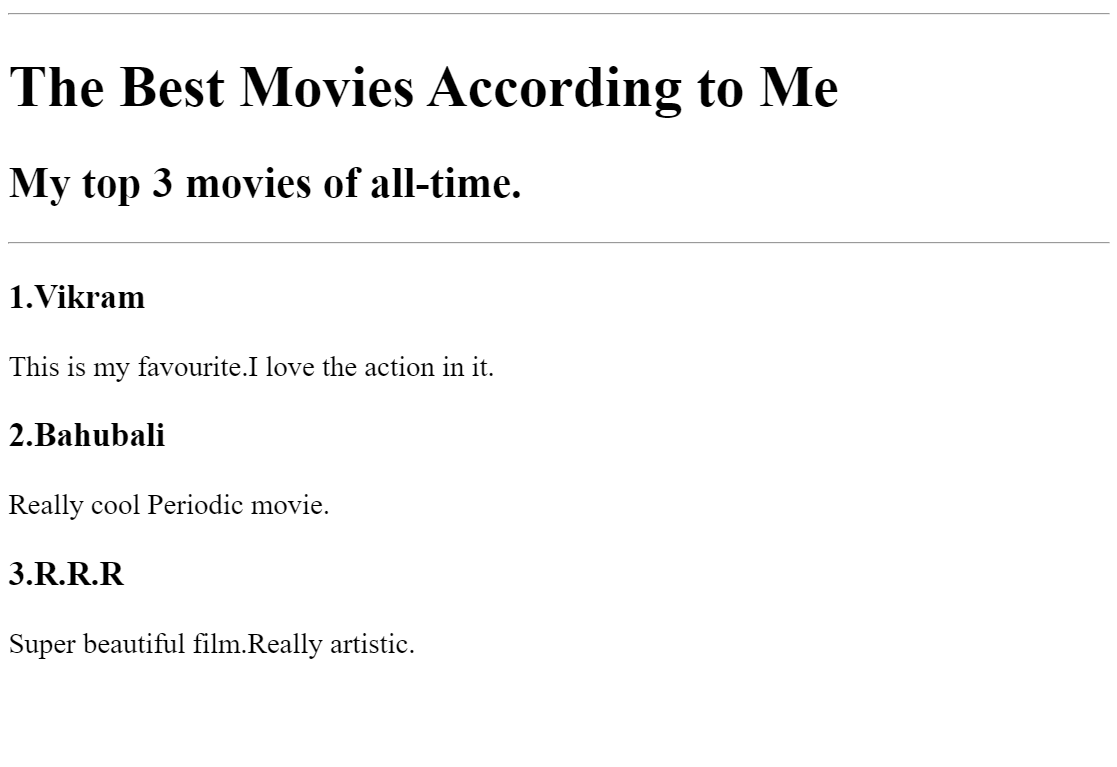 The Best Movies According to Me
My top 3 movies of all-time.
1.Vikram
This is my favourite.I love the action in it.
2.Bahubali
Really cool Periodic movie.
3.R.R.R
Super beautiful film.Really artistic.